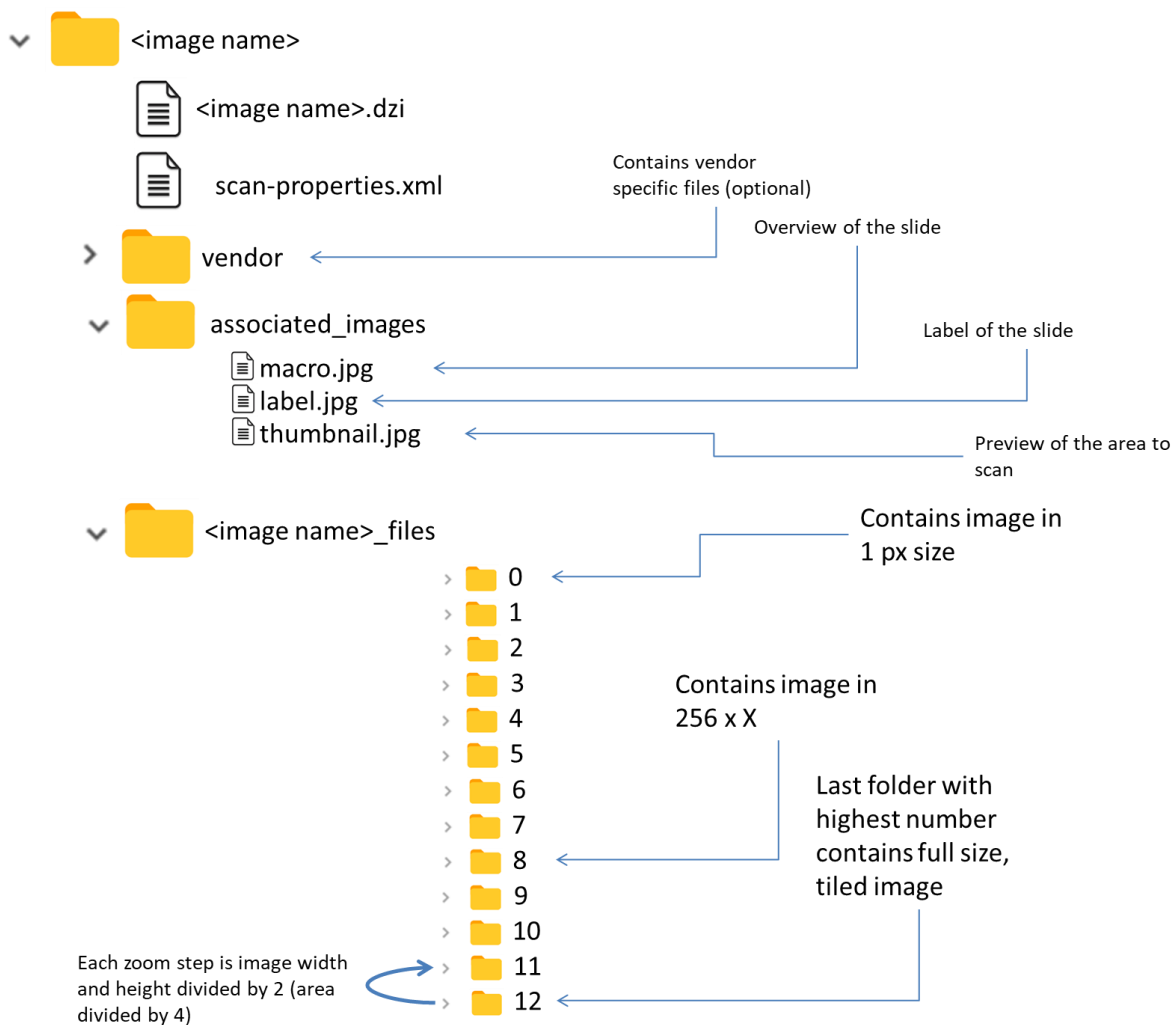 <image name>
<image name>.dzi
scan-properties.xml
Contains vendor
specific files (optional)
Overview of the slide
vendor
associated_images
Label of the slide
macro.jpg
label.jpg
thumbnail.jpg
Preview of the area to
scan
<image name>_files
Contains image in
1 px size
0
1
2
3
Contains image in
256 x X
4
5
6
7
8
Last folder with
highest number
contains full size,
tiled image
9
10
11
12
Each zoom step is image width
and height divided by 2 (area
divided by 4)